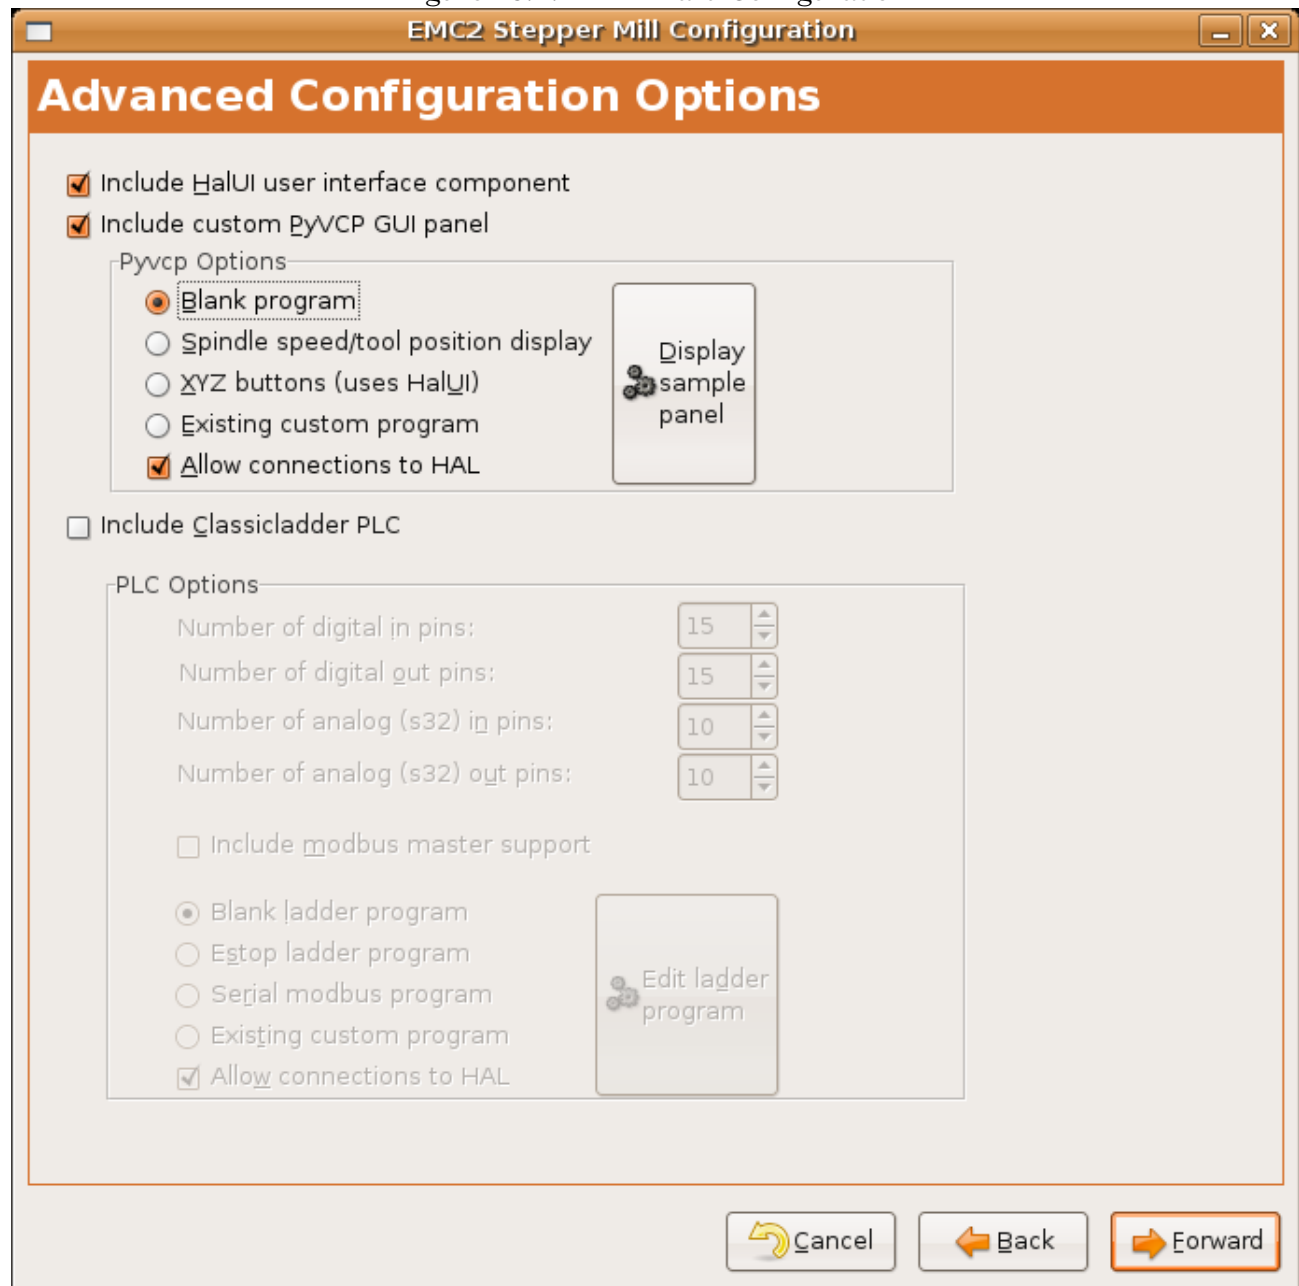 EMC2 Stepper Mill Configuration
Advanced Configuration Options
Include HalUI user interface component
Include custom PyVCP GUI panel
Pyvcp Options
Blank program
Spindle speed/tool position display
XYZ buttons (uses HalUI)
Existing custom program
Allow connections to HAL
Display
sample
panel
Include Classicladder PLC
PLC Options
Number of digital in pins:
15
Number of digital out pins:
15
Number of analog (s32) in pins:
10
Number of analog (s32) out pins:
10
Include modbus master support
Blank ladder program
Estop ladder program
Serial modbus program
Existing custom program
Allow connections to HAL
Edit ladder
program
Cancel
Back
Forward